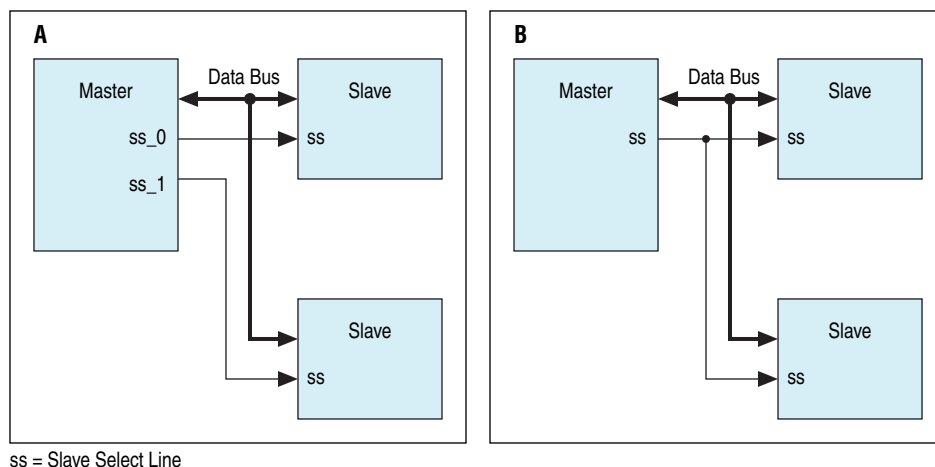 A
Master
Data Bus
Slave
ss_0
ss
ss_1
Slave
ss
B
Master
Data Bus
Slave
ss
ss
Slave
ss
ss = Slave Select Line